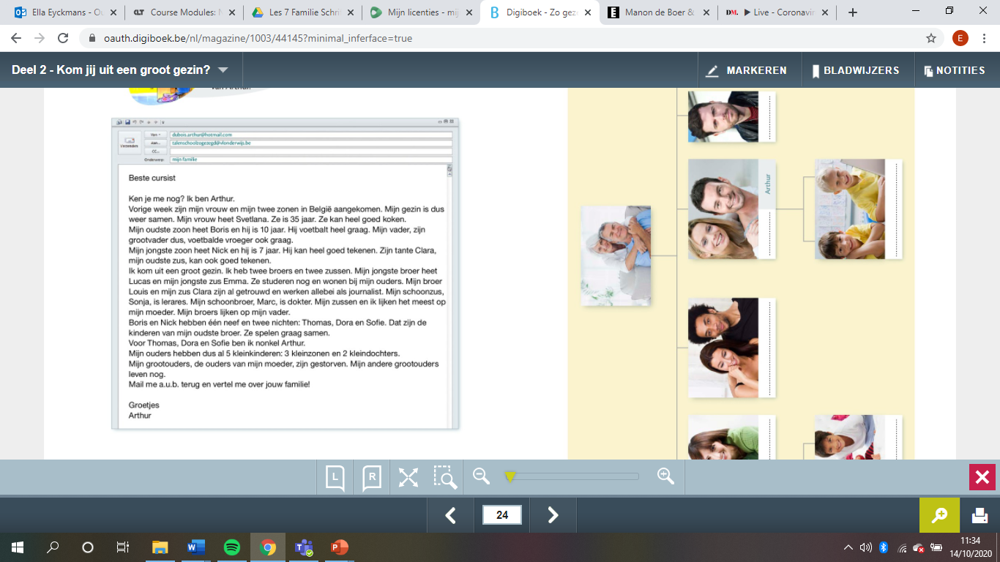 Ella Eyckmans - Ou
Course Modules: N
Les 7 Familie Schri
Mijn licenties - mij
Digiboek - Zo geze
Manon de Boer &
DM. ▶ Live - Coronavir
oauth.digiboek.be/nl/magazine/1003/44145?minimal_inferface=true
E
Deel 2 - Kom jij uit een groot gezin?
MARKEREN
BLADWIJZERS
NOTITIES
van Arthur.
Verzenden
Van
dubois.arthur@hotmail.com
Aan...
talenschoolzogezegd@vlonderwijs.be
CC...
Onderwerp:
mijn familie
Beste cursist
Ken je me nog? Ik ben Arthur.
Vorige week zijn mijn vrouw en mijn twee zonen in België aangekomen. Mijn gezin is dus
weer samen. Mijn vrouw heet Svetlana. Ze is 35 jaar. Ze kan heel goed koken.
Mijn oudste zoon heet Boris en hij is 10 jaar. Hij voetbalt heel graag. Mijn vader, zijn
grootvader dus, voetbalde vroeger ook graag.
Mijn jongste zoon heet Nick en hij is 7 jaar. Hij kan heel goed tekenen. Zijn tante Clara,
mijn oudste zus, kan ook goed tekenen.
Ik kom uit een groot gezin. Ik heb twee broers en twee zussen. Mijn jongste broer heet
Lucas en mijn jongste zus Emma. Ze studeren nog en wonen bij mijn ouders. Mijn broer
Louis en mijn zus Clara zijn al getrouwd en werken allebei als journalist. Mijn schoonzus,
Sonja, is lerares. Mijn schoonbroer, Marc, is dokter. Mijn zussen en ik lijken het meest op
mijn moeder. Mijn broers lijken op mijn vader.
Boris en Nick hebben één neef en twee nichten: Thomas, Dora en Sofie. Dat zijn de
kinderen van mijn oudste broer. Ze spelen graag samen.
Voor Thomas, Dora en Sofie ben ik nonkel Arthur.
Mijn ouders hebben dus al 5 kleinkinderen: 3 kleinzonen en 2 kleindochters.
Mijn grootouders, de ouders van mijn moeder, zijn gestorven. Mijn andere grootouders
leven nog.
Mail me a.u.b. terug en vertel me over jouw familie!
Groetjes
Arthur
Arthur
L
R
24
11:34
14/10/2020